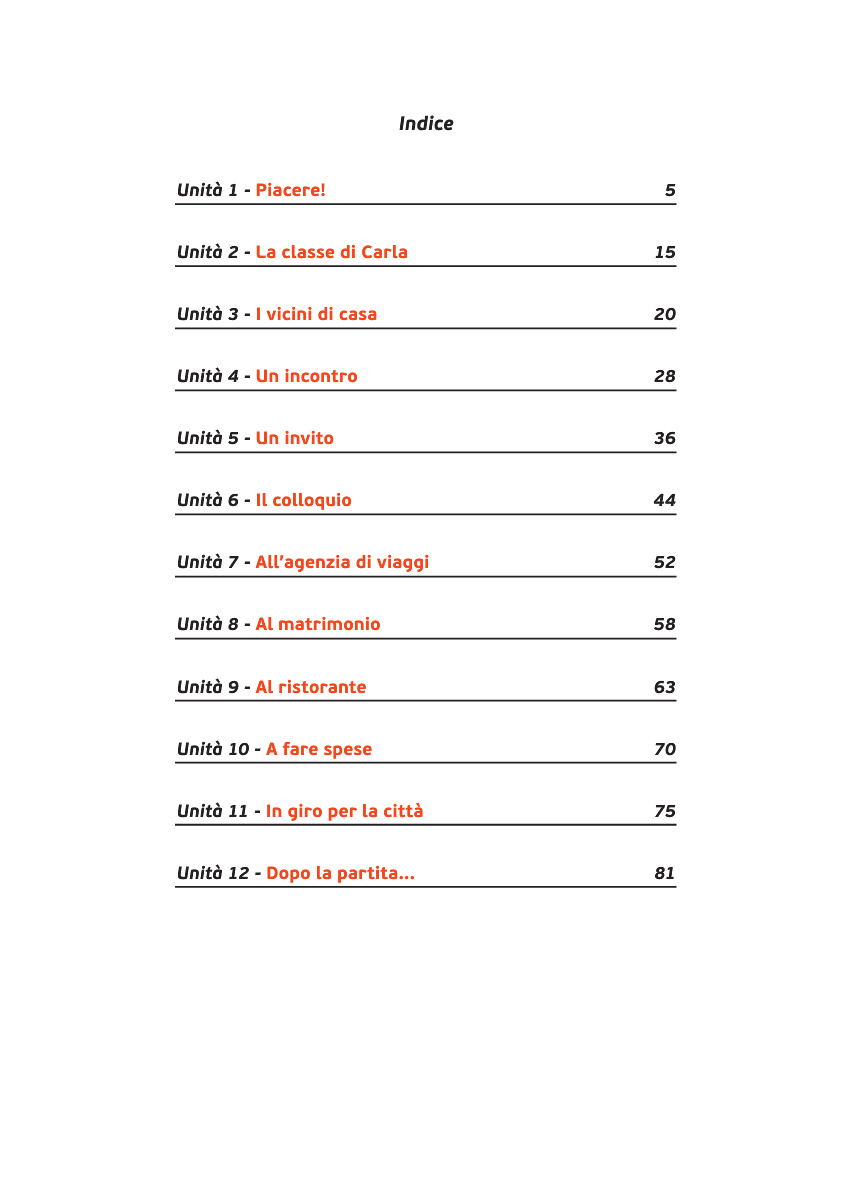 Indice
Unità 1 - Piacere! 5
Unità 2 - La classe di Carla 15
Unità 3 - I vicini di casa 20
Unità 4 - Un incontro 28
Unità 5 - Un invito 36
Unità 6 - Il colloquio 44
Unità 7 - All'agenzia di viaggi 52
Unità 8 - Al matrimonio 58
Unità 9 - Al ristorante 63
Unità 10 - A fare spese 70
Unità 11 - In giro per la città 75
Unità 12 - Dopo la partita... 81